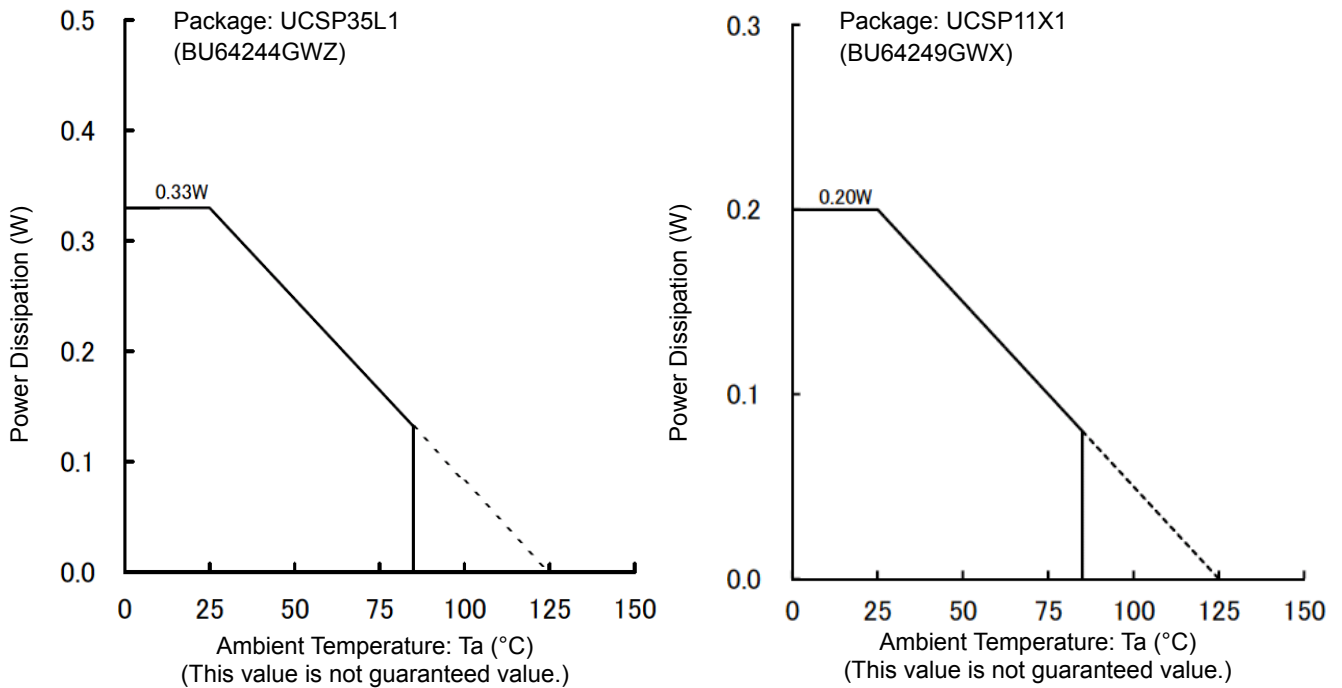 Package: UCSP35L1
(BU64244GWZ)
0.5
0.4
0.3
0.2
0.1
0.0
0.33W
Power Dissipation (W)
0 25 50 75 100 125 150
Ambient Temperature: Ta (°C)
(This value is not guaranteed value.)
Package: UCSP11X1
(BU64249GWX)
0.3
0.2
0.1
0.0
0.20W
Power Dissipation (W)
0 25 50 75 100 125 150
Ambient Temperature: Ta (°C)
(This value is not guaranteed value.)